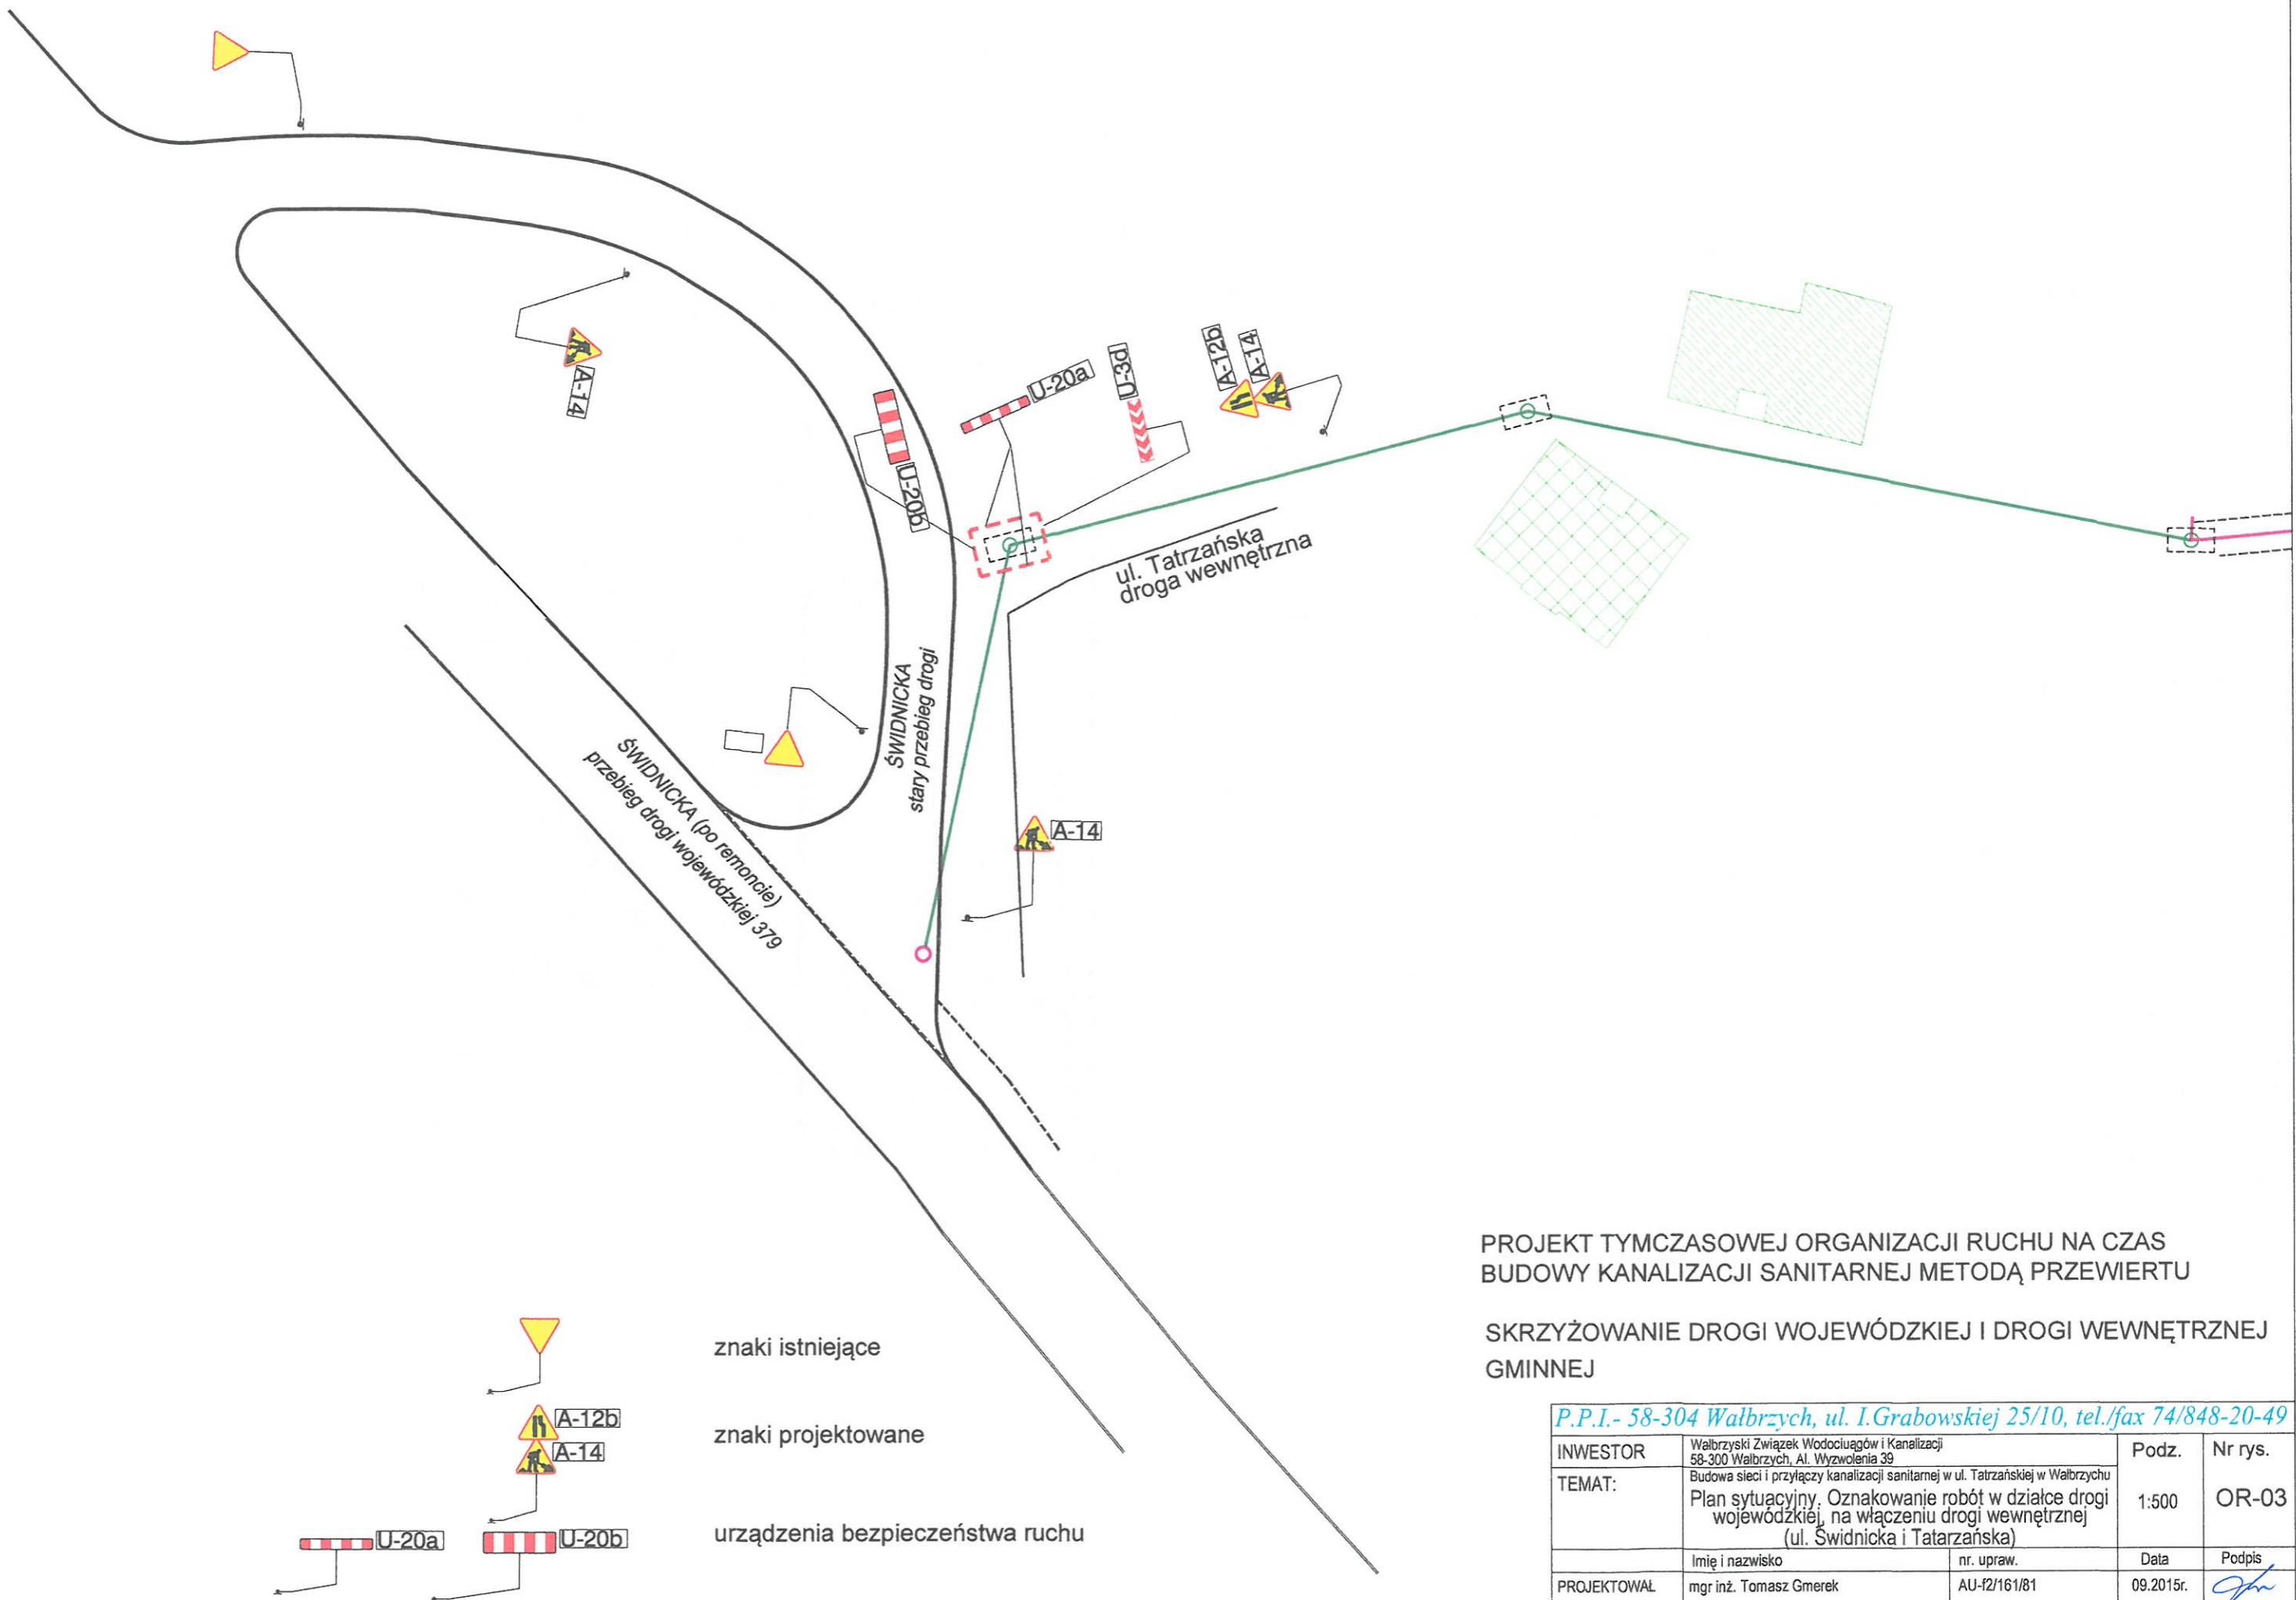 A-14
U-20b
U-20a
U-3d
A-12b
A-14
ul. Tatrzańska
droga wewnętrzna
ŚWIDNICKA
stary przebieg drogi
ŚWIDNICKA (po remoncie)
przebieg drogi wojewódzkiej 379
A-14
PROJEKT TYMCZASOWEJ ORGANIZACJI RUCHU NA CZAS
BUDOWY KANALIZACJI SANITARNEJ METODĄ PRZEWIERTU
SKRZYŻOWANIE DROGI WOJEWÓDZKIEJ I DROGI WEWNĘTRZNEJ
GMINNEJ
znaki istniejące
A-12b
A-14
znaki projektowane
U-20a
U-20b
urządzenia bezpieczeństwa ruchu
P.P.I.- 58-304 Wałbrzych, ul. I.Grabowskiej 25/10, tel./fax 74/848-20-49
INWESTOR
Wałbrzyski Związek Wodociuągów i Kanalizacji
58-300 Wałbrzych, Al. Wyzwolenia 39
Podz.
Nr rys.
TEMAT:
Budowa sieci i przyłączy kanalizacji sanitarnej w ul. Tatrzańskiej w Wałbrzychu
Plan sytuacyjny. Oznakowanie robót w działce drogi
wojewódzkiej, na włączeniu drogi wewnętrznej
(ul. Świdnicka i Tatarzańska)
1:500
OR-03
Imię i nazwisko
nr. upraw.
Data
Podpis
PROJEKTOWAŁ
mgr inż. Tomasz Gmerek
AU-f2/161/81
09.2015r.